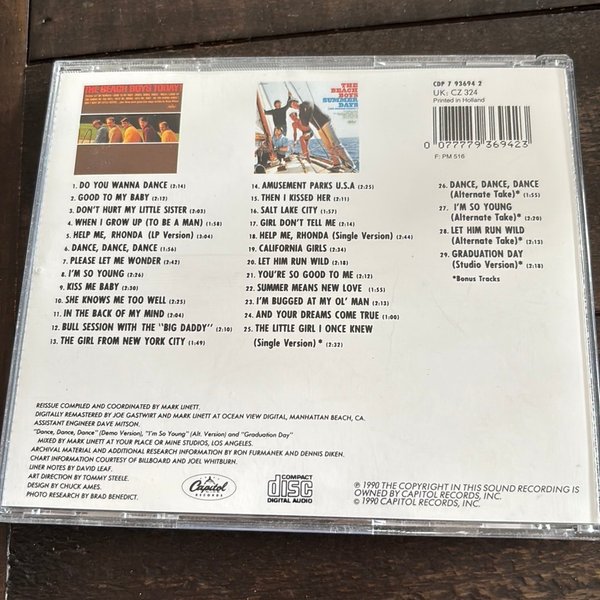 THE BEACH BOYS TODAY!
THE
BEACH
BOYS
SUMMER
DAYS
CDP 7 93694 2
UK: CZ 324
Printed in Holland
0 077779 369423
F: PM 516
1. DO YOU WANNA DANCE (2:14)
2. GOOD TO MY BABY (2:12)
3. DON'T HURT MY LITTLE SISTER (2:03)
4. WHEN I GROW UP (TO BE A MAN) (1:58)
5. HELP ME, RHONDA (LP Version) (3:04)
6. DANCE, DANCE, DANCE (1:56)
7. PLEASE LET ME WONDER (2:42)
8. I'M SO YOUNG (2:26)
9. KISS ME BABY (2:30)
10. SHE KNOWS ME TOO WELL (2:25)
11. IN THE BACK OF MY MIND (2:04)
12. BULL SESSION WITH THE "BIG DADDY" (2:10)
13. THE GIRL FROM NEW YORK CITY (1:49)
14. AMUSEMENT PARKS U.S.A (2:25)
15. THEN I KISSED HER (2:11)
16. SALT LAKE CITY (1:57)
17. GIRL DON'T TELL ME (2:14)
18. HELP ME, RHONDA (Single Version) (2:44)
19. CALIFORNIA GIRLS (2:34)
20. LET HIM RUN WILD (2:18)
21. YOU'RE SO GOOD TO ME (2:12)
22. SUMMER MEANS NEW LOVE (1:55)
23. I'M BUGGED AT MY OL' MAN (2:13)
24. AND YOUR DREAMS COME TRUE (1:00)
25. THE LITTLE GIRL I ONCE KNEW
(Single Version)* (2:32)
26. DANCE, DANCE, DANCE
(Alternate Take)* (1:55)
27. I'M SO YOUNG
(Alternate Take)* (2:20)
28. LET HIM RUN WILD
(Alternate Take)* (2:13)
29. GRADUATION DAY
(Studio Version)* (2:18)
*Bonus Tracks
REISSUE COMPILED AND COORDINATED BY MARK LINETT.
DIGITALLY REMASTERED BY JOE GASTWIRT AND MARK LINETT AT OCEAN VIEW DIGITAL, MANHATTAN BEACH, CA.
ASSISTANT ENGINEER DAVE MITSON.
"Dance, Dance, Dance" (Demo Version), "I'm So Young" (Alt. Version) and "Graduation Day"
MIXED BY MARK LINETT AT YOUR PLACE OR MINE STUDIOS, LOS ANGELES.
ARCHIVAL MATERIAL AND ADDITIONAL RESEARCH INFORMATION BY RON FURMANEK AND DENNIS DIKEN.
CHART INFORMATION COURTESY OF BILLBOARD AND JOEL WHITBURN.
LINER NOTES BY DAVID LEAF.
ART DIRECTION BY TOMMY STEELE.
DESIGN BY CHUCK AMES.
PHOTO RESEARCH BY BRAD BENEDICT.
Capitol
RECORDS
COMPACT
disc
DIGITAL AUDIO
℗ 1990 THE COPYRIGHT IN THIS SOUND RECORDING IS
OWNED BY CAPITOL RECORDS, INC.
© 1990 CAPITOL RECORDS, INC.